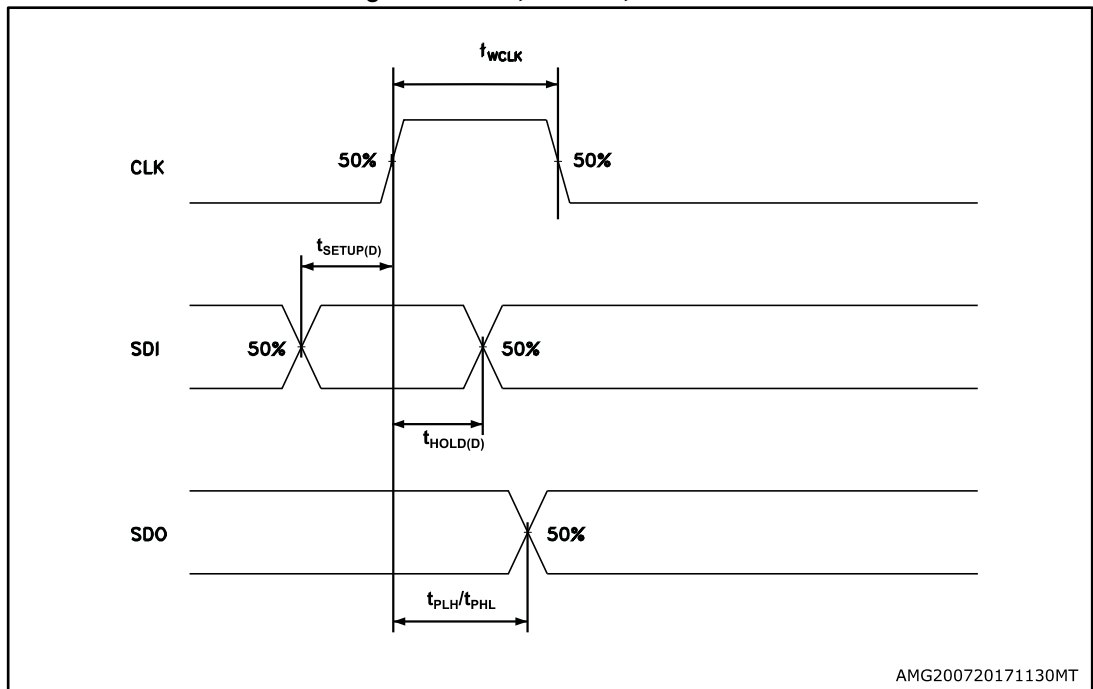 tWCLK
50% 50%
CLK
tSETUP(D)
SDI 50% 50%
tHOLD(D)
SDO 50%
tPLH/tPHL
AMG200720171130MT